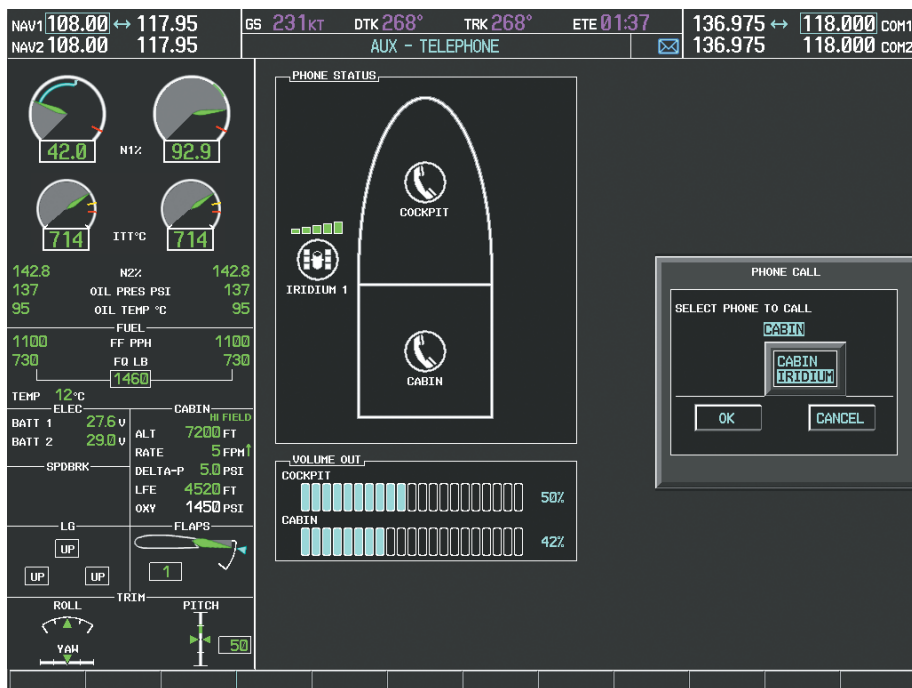 NAV1 108.00 ↔ 117.95 GS 231KT DTK 268° TRK 268° ETE 01:37 136.975 ↔ 118.000 COM1
NAV2 108.00 117.95 AUX - TELEPHONE 136.975 118.000 COM2
42.0 N1% 92.9
714 ITT°C 714
142.8 N2% 142.8
137 OIL PRES PSI 137
95 OIL TEMP °C 95
FUEL
1100 FF PPH 1100
730 FQ LB 730
1460
TEMP 12°C
ELEC
BATT 1 27.6 V
BATT 2 29.0 V
SPDBRK
CABIN
HI FIELD
ALT 7200 FT
RATE 5 FPM↑
DELTA-P 5.0 PSI
LFE 4520 FT
OXY 1450 PSI
LG
UP
UP UP
FLAPS
1
TRIM
ROLL PITCH
YAW
50
PHONE STATUS
COCKPIT
IRIDIUM 1
CABIN
VOLUME OUT
COCKPIT
50%
CABIN
42%
PHONE CALL
SELECT PHONE TO CALL
CABIN
CABIN
IRIDIUM
OK CANCEL